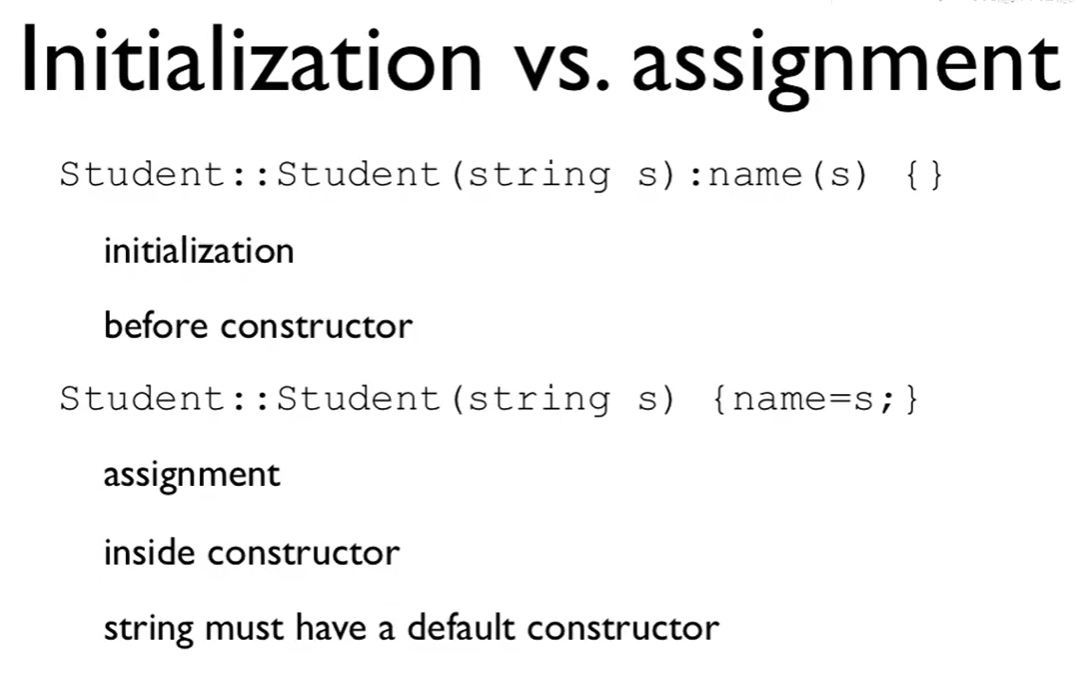 Initialization vs. assignment
Student::Student(string s):name(s) {}
initialization
before constructor
Student::Student(string s) {name=s;}
assignment
inside constructor
string must have a default constructor